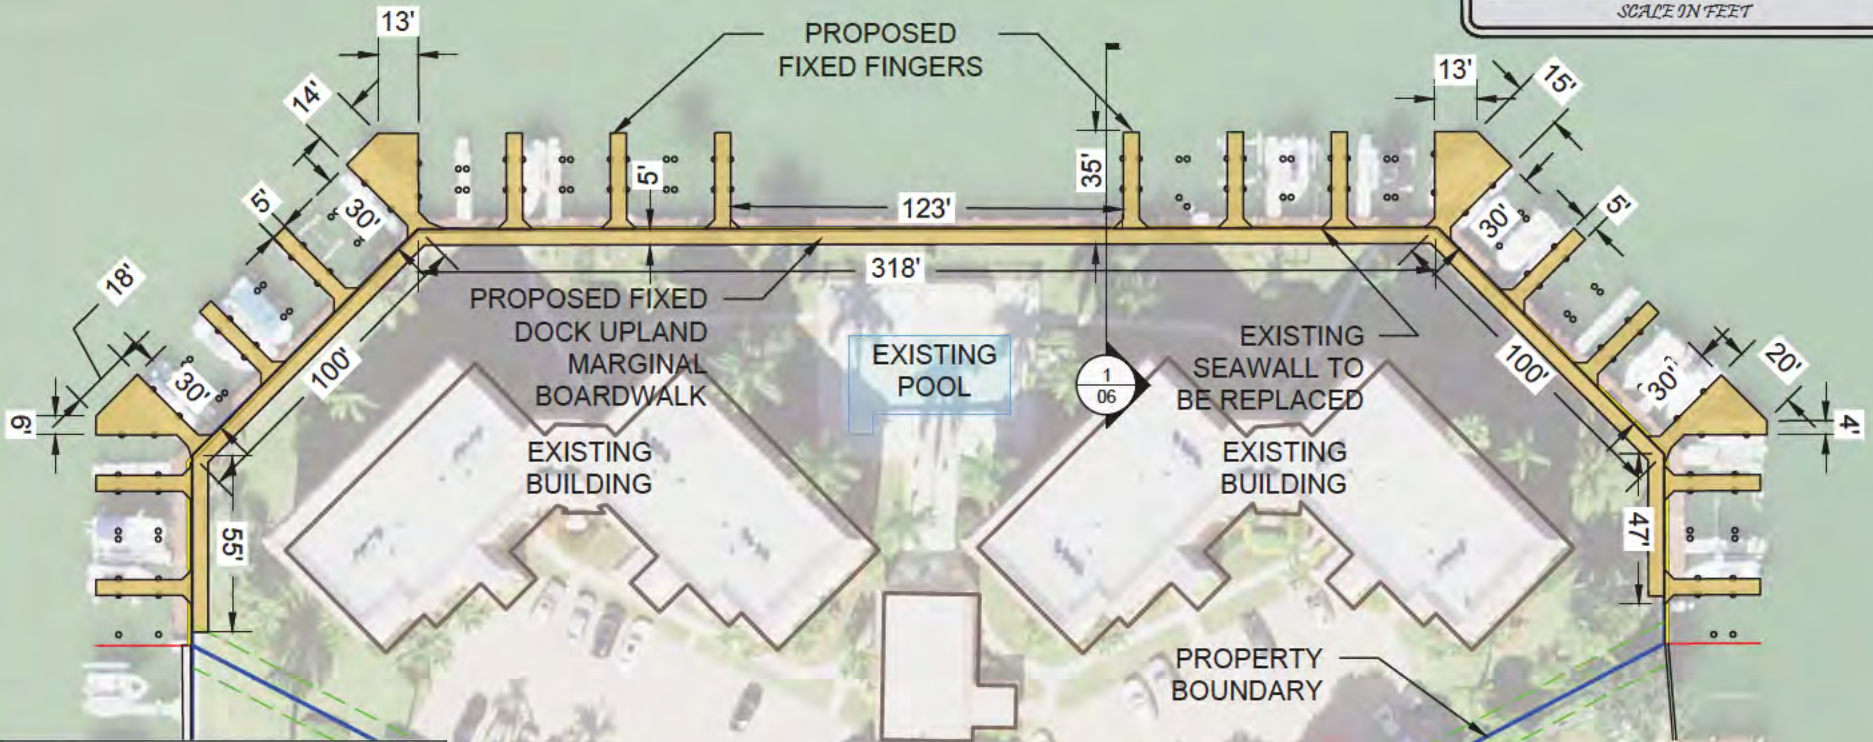 SCALE IN FEET
13'
PROPOSED
FIXED FINGERS
13'
15'
14'
5'
35'
5'
30'
123'
30'
5'
318'
18'
PROPOSED FIXED
DOCK UPLAND
MARGINAL
BOARDWALK
EXISTING
POOL
EXISTING
SEAWALL TO
BE REPLACED
1
06
100'
100'
30'
30'
20'
6'
4'
EXISTING
BUILDING
EXISTING
BUILDING
55'
47'
PROPERTY
BOUNDARY